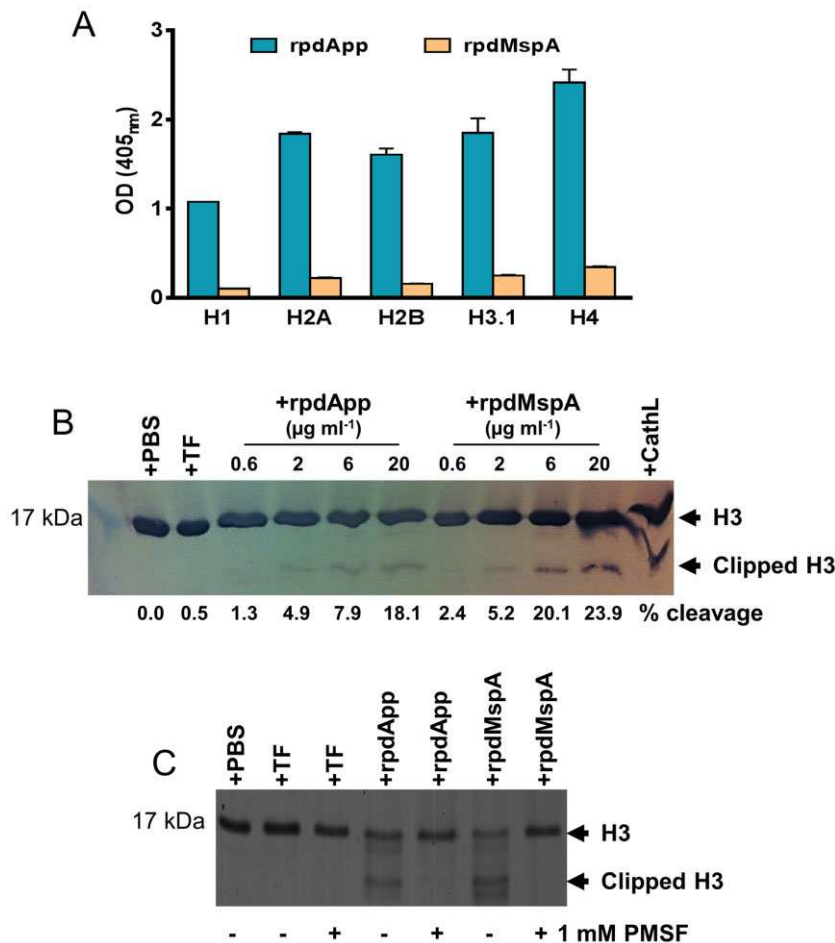 A
rpdApp rpdMspA
3
2
1
0
OD (405nm)
H1 H2A H2B H3.1 H4
B
+PBS +TF +rpdApp (µg ml-1) +rpdMspA (µg ml-1) +CathL
0.6 2 6 20 0.6 2 6 20
17 kDa H3
Clipped H3
0.0 0.5 1.3 4.9 7.9 18.1 2.4 5.2 20.1 23.9 % cleavage
C
+PBS +TF +TF +rpdApp +rpdApp +rpdMspA +rpdMspA
17 kDa H3
Clipped H3
- - + - + - + 1 mM PMSF